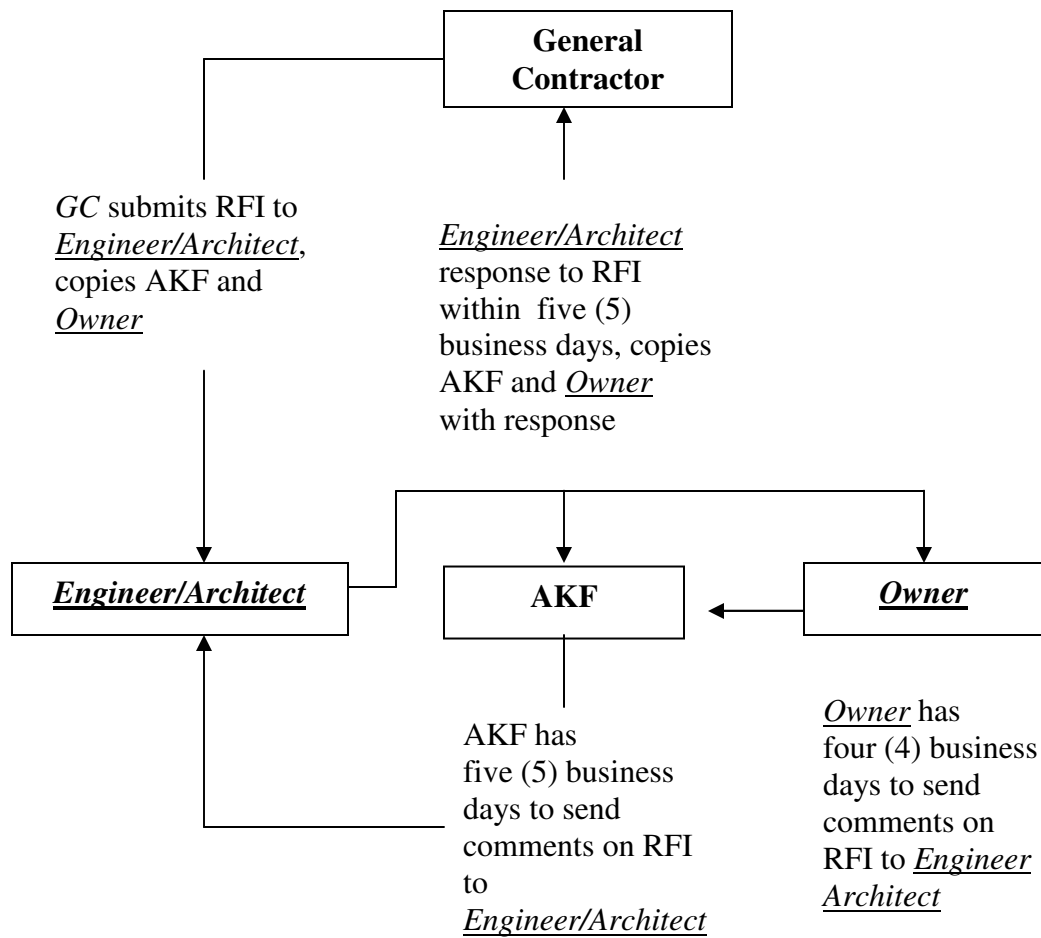 General
Contractor
GC submits RFI to
Engineer/Architect,
copies AKF and
Owner
Engineer/Architect
response to RFI
within five (5)
business days, copies
AKF and Owner
with response
Engineer/Architect
AKF
Owner
AKF has
five (5) business
days to send
comments on RFI
to
Engineer/Architect
Owner has
four (4) business
days to send
comments on
RFI to Engineer
Architect